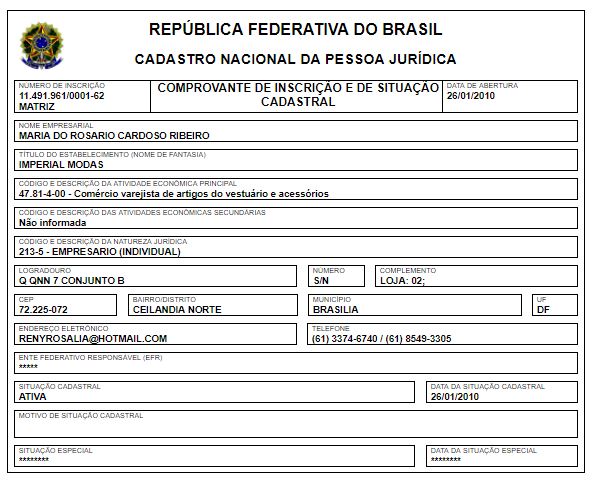 REPÚBLICA FEDERATIVA DO BRASIL
CADASTRO NACIONAL DA PESSOA JURÍDICA
NÚMERO DE INSCRIÇÃO
11.491.961/0001-62
MATRIZ
COMPROVANTE DE INSCRIÇÃO E DE SITUAÇÃO
CADASTRAL
DATA DE ABERTURA
26/01/2010
NOME EMPRESARIAL
MARIA DO ROSARIO CARDOSO RIBEIRO
TÍTULO DO ESTABELECIMENTO (NOME DE FANTASIA)
IMPERIAL MODAS
CÓDIGO E DESCRIÇÃO DA ATIVIDADE ECONÔMICA PRINCIPAL
47.81-4-00 - Comércio varejista de artigos do vestuário e acessórios
CÓDIGO E DESCRIÇÃO DAS ATIVIDADES ECONÔMICAS SECUNDÁRIAS
Não informada
CÓDIGO E DESCRIÇÃO DA NATUREZA JURÍDICA
213-5 - EMPRESARIO (INDIVIDUAL)
LOGRADOURO
Q QNN 7 CONJUNTO B
NÚMERO
S/N
COMPLEMENTO
LOJA: 02;
CEP
72.225-072
BAIRRO/DISTRITO
CEILANDIA NORTE
MUNICÍPIO
BRASILIA
UF
DF
ENDEREÇO ELETRÔNICO
RENYROSALIA@HOTMAIL.COM
TELEFONE
(61) 3374-6740 / (61) 8549-3305
ENTE FEDERATIVO RESPONSÁVEL (EFR)
*****
SITUAÇÃO CADASTRAL
ATIVA
DATA DA SITUAÇÃO CADASTRAL
26/01/2010
MOTIVO DE SITUAÇÃO CADASTRAL
SITUAÇÃO ESPECIAL
********
DATA DA SITUAÇÃO ESPECIAL
********